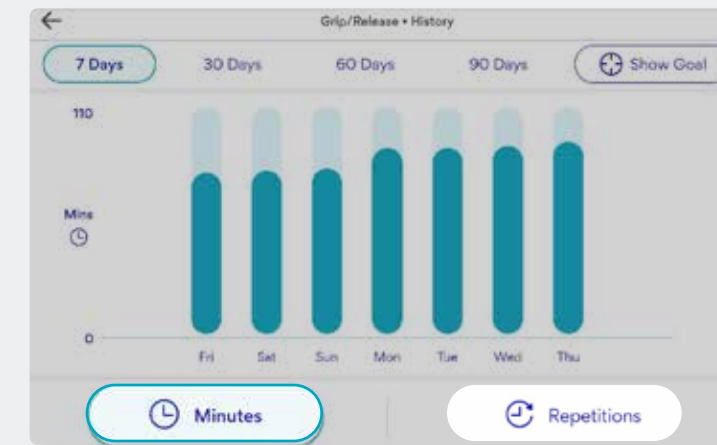 Grip/Release • History
7 Days 30 Days 60 Days 90 Days Show Goal
110
Mins
0
Fri Sat Sun Mon Tue Wed Thu
Minutes Repetitions